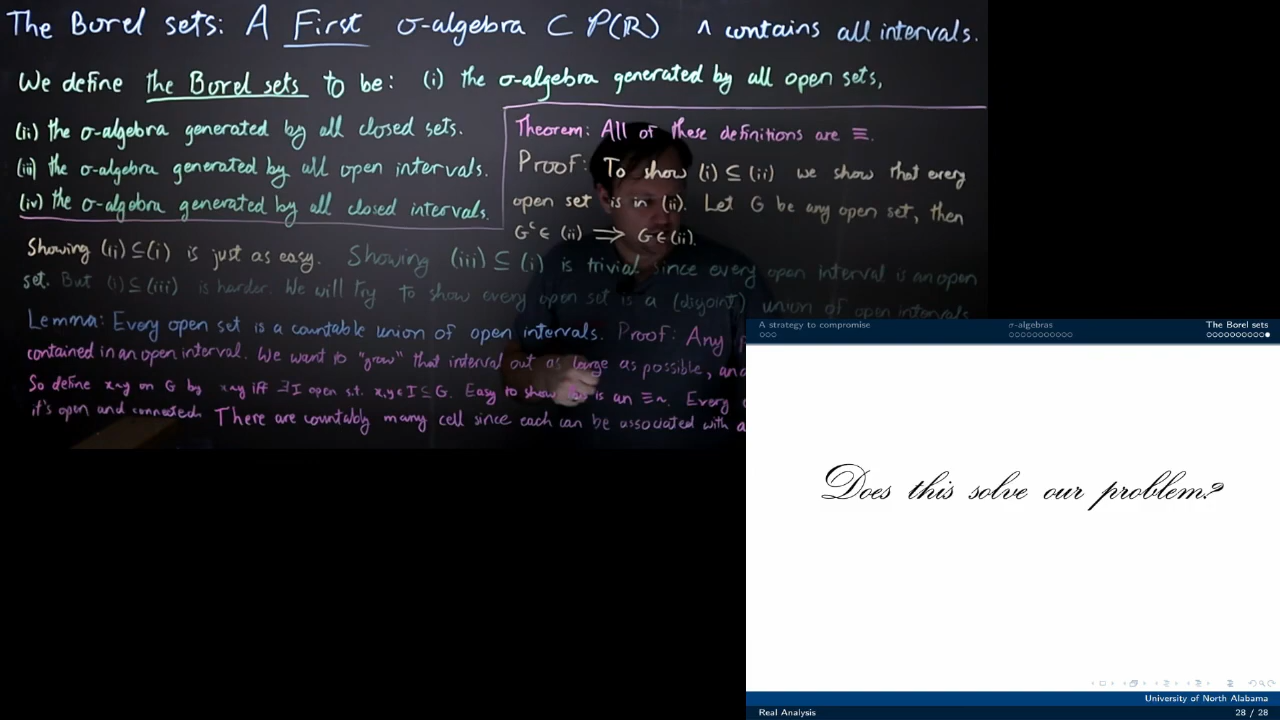 The Borel sets: A First σ-algebra ⊂ P(ℝ) ∧ contains all intervals.
We define the Borel sets to be: (i) the σ-algebra generated by all open sets,
(ii) the σ-algebra generated by all closed sets.
(iii) the σ-algebra generated by all open intervals.
(iv) the σ-algebra generated by all closed intervals.
Theorem: All of these definitions are ≡.
Proof: To show (i) ⊆ (ii) we show that every
open set is in (ii). Let G be any open set, then
Gᶜ ∈ (ii) ⟹ G ∈ (ii).
Showing (ii) ⊆ (i) is just as easy. Showing (iii) ⊆ (i) is trivial since every open interval is an open
set. But (i) ⊆ (iii) is harder. We will try to show every open set is a (disjoint) union of open intervals
Lemma: Every open set is a countable union of open intervals. Proof: Any
contained in an open interval. We want to "grow" that interval out as large as possible, and
So define x~y on G by x~y iff ∃ I open s.t. x,y ∈ I ⊆ G. Easy to show this is an ≡~. Every
it's open and connected. There are countably many cell since each can be associated with a
A strategy to compromise
σ-algebras
The Borel sets
Does this solve our problem?
University of North Alabama
Real Analysis
28 / 28